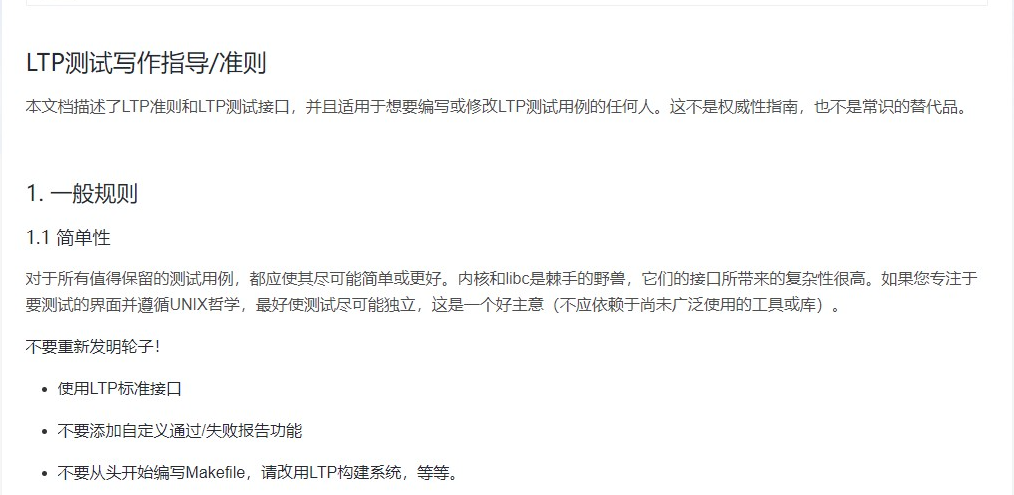 LTP测试写作指导/准则
本文档描述了LTP准则和LTP测试接口，并且适用于想要编写或修改LTP测试用例的任何人。这不是权威性指南，也不是常识的替代品。
1. 一般规则
1.1 简单性
对于所有值得保留的测试用例，都应使其尽可能简单或更好。内核和libc是棘手的野兽，它们的接口所带来的复杂性很高。如果您专注于
要测试的界面并遵循UNIX哲学，最好使测试尽可能独立，这是一个好主意（不应依赖于尚未广泛使用的工具或库）。
不要重新发明轮子！
• 使用LTP标准接口
• 不要添加自定义通过/失败报告功能
• 不要从头开始编写Makefile，请改用LTP构建系统，等等。